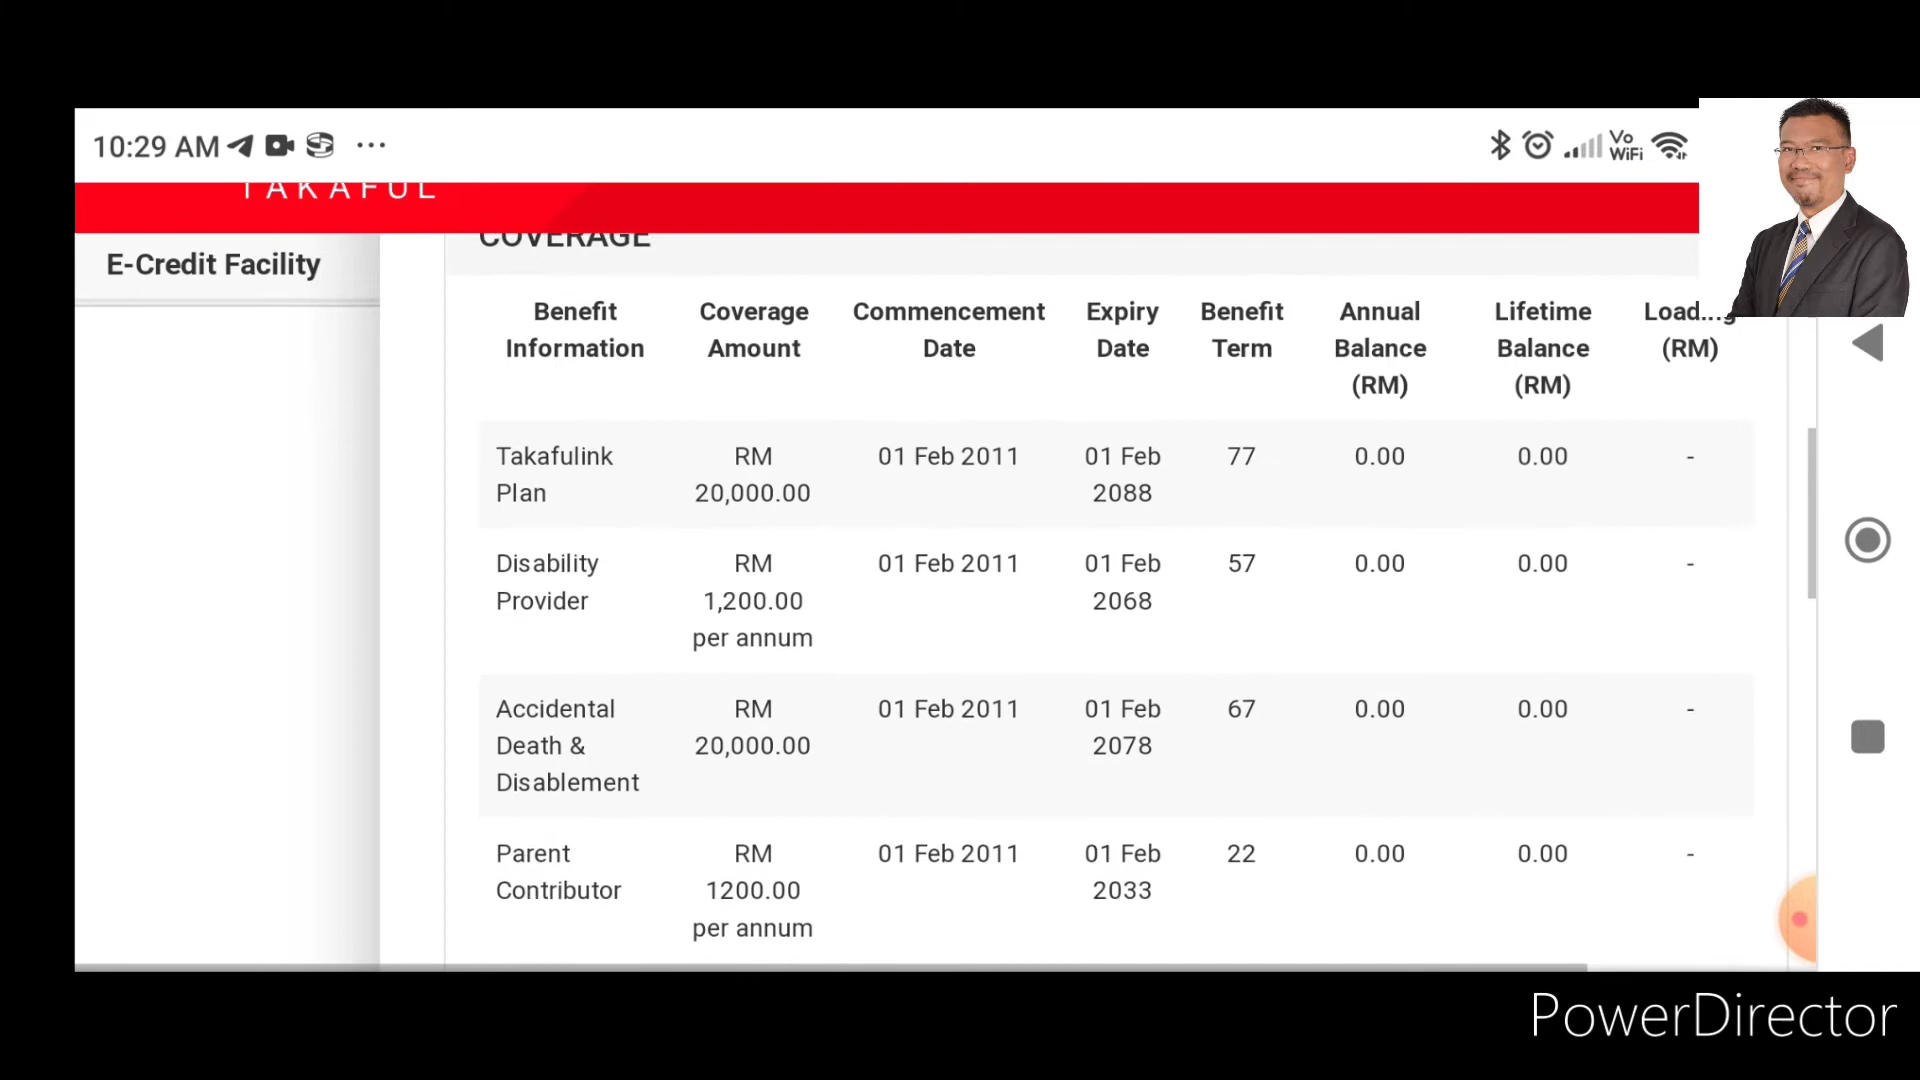 10:29 AM ...
Vo
WiFi
TAKAFUL
COVERAGE
E-Credit Facility
Benefit Information Coverage Amount Commencement Date Expiry Date Benefit Term Annual Balance (RM) Lifetime Balance (RM) Load...g (RM)
Takafulink Plan RM 20,000.00 01 Feb 2011 01 Feb 2088 77 0.00 0.00 -
Disability Provider RM 1,200.00 per annum 01 Feb 2011 01 Feb 2068 57 0.00 0.00 -
Accidental Death & Disablement RM 20,000.00 01 Feb 2011 01 Feb 2078 67 0.00 0.00 -
Parent Contributor RM 1200.00 per annum 01 Feb 2011 01 Feb 2033 22 0.00 0.00 -
PowerDirector